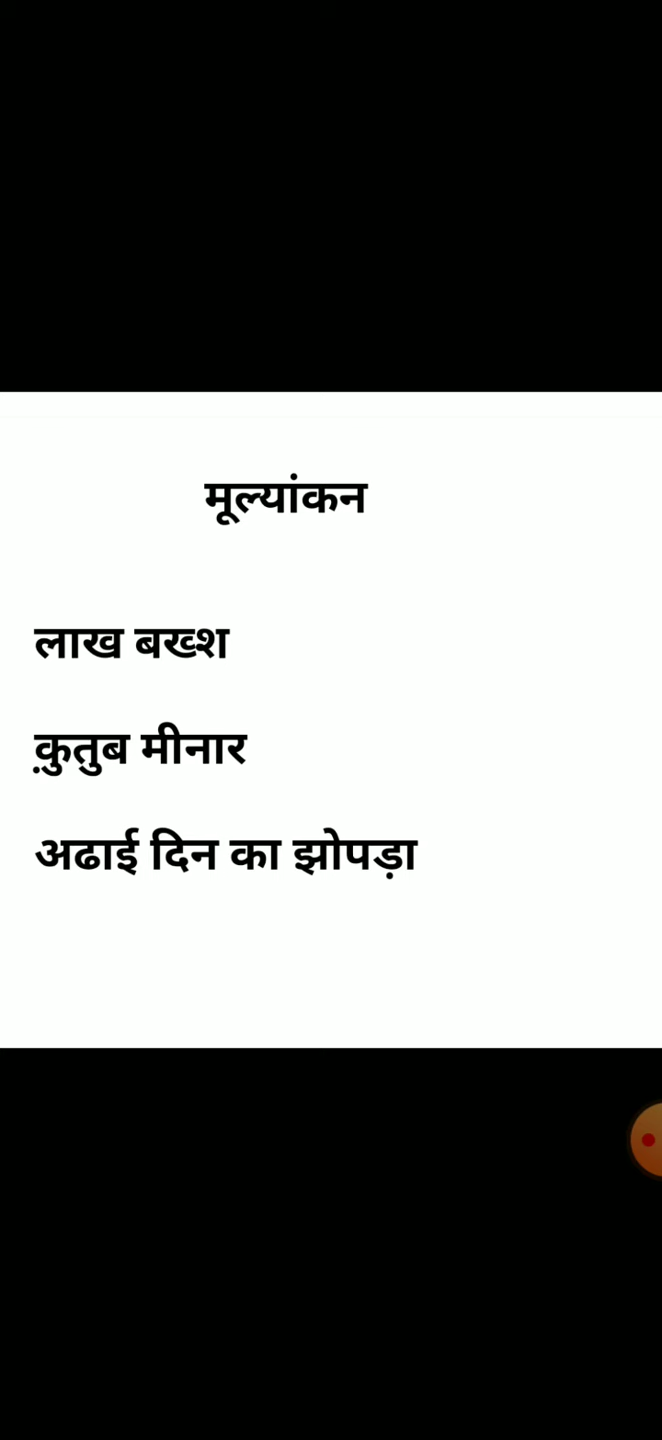 मूल्यांकन
लाख बख्श
क़ुतुब मीनार
अढाई दिन का झोपड़ा